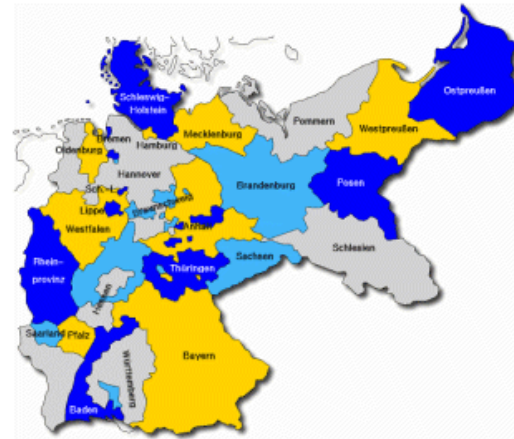 Ostpreußen
Schleswig-
Holstein
Mecklenburg
Pommern
Westpreußen
Bremen
Hamburg
Oldenburg
Hannover
Brandenburg
Posen
Sch.-L.
Lippe
Braunschweig
Westfalen
Anhalt
Schlesien
Sachsen
Rhein-
provinz
Thüringen
Hessen
Saarland
Pfalz
Bayern
Württemberg
Baden